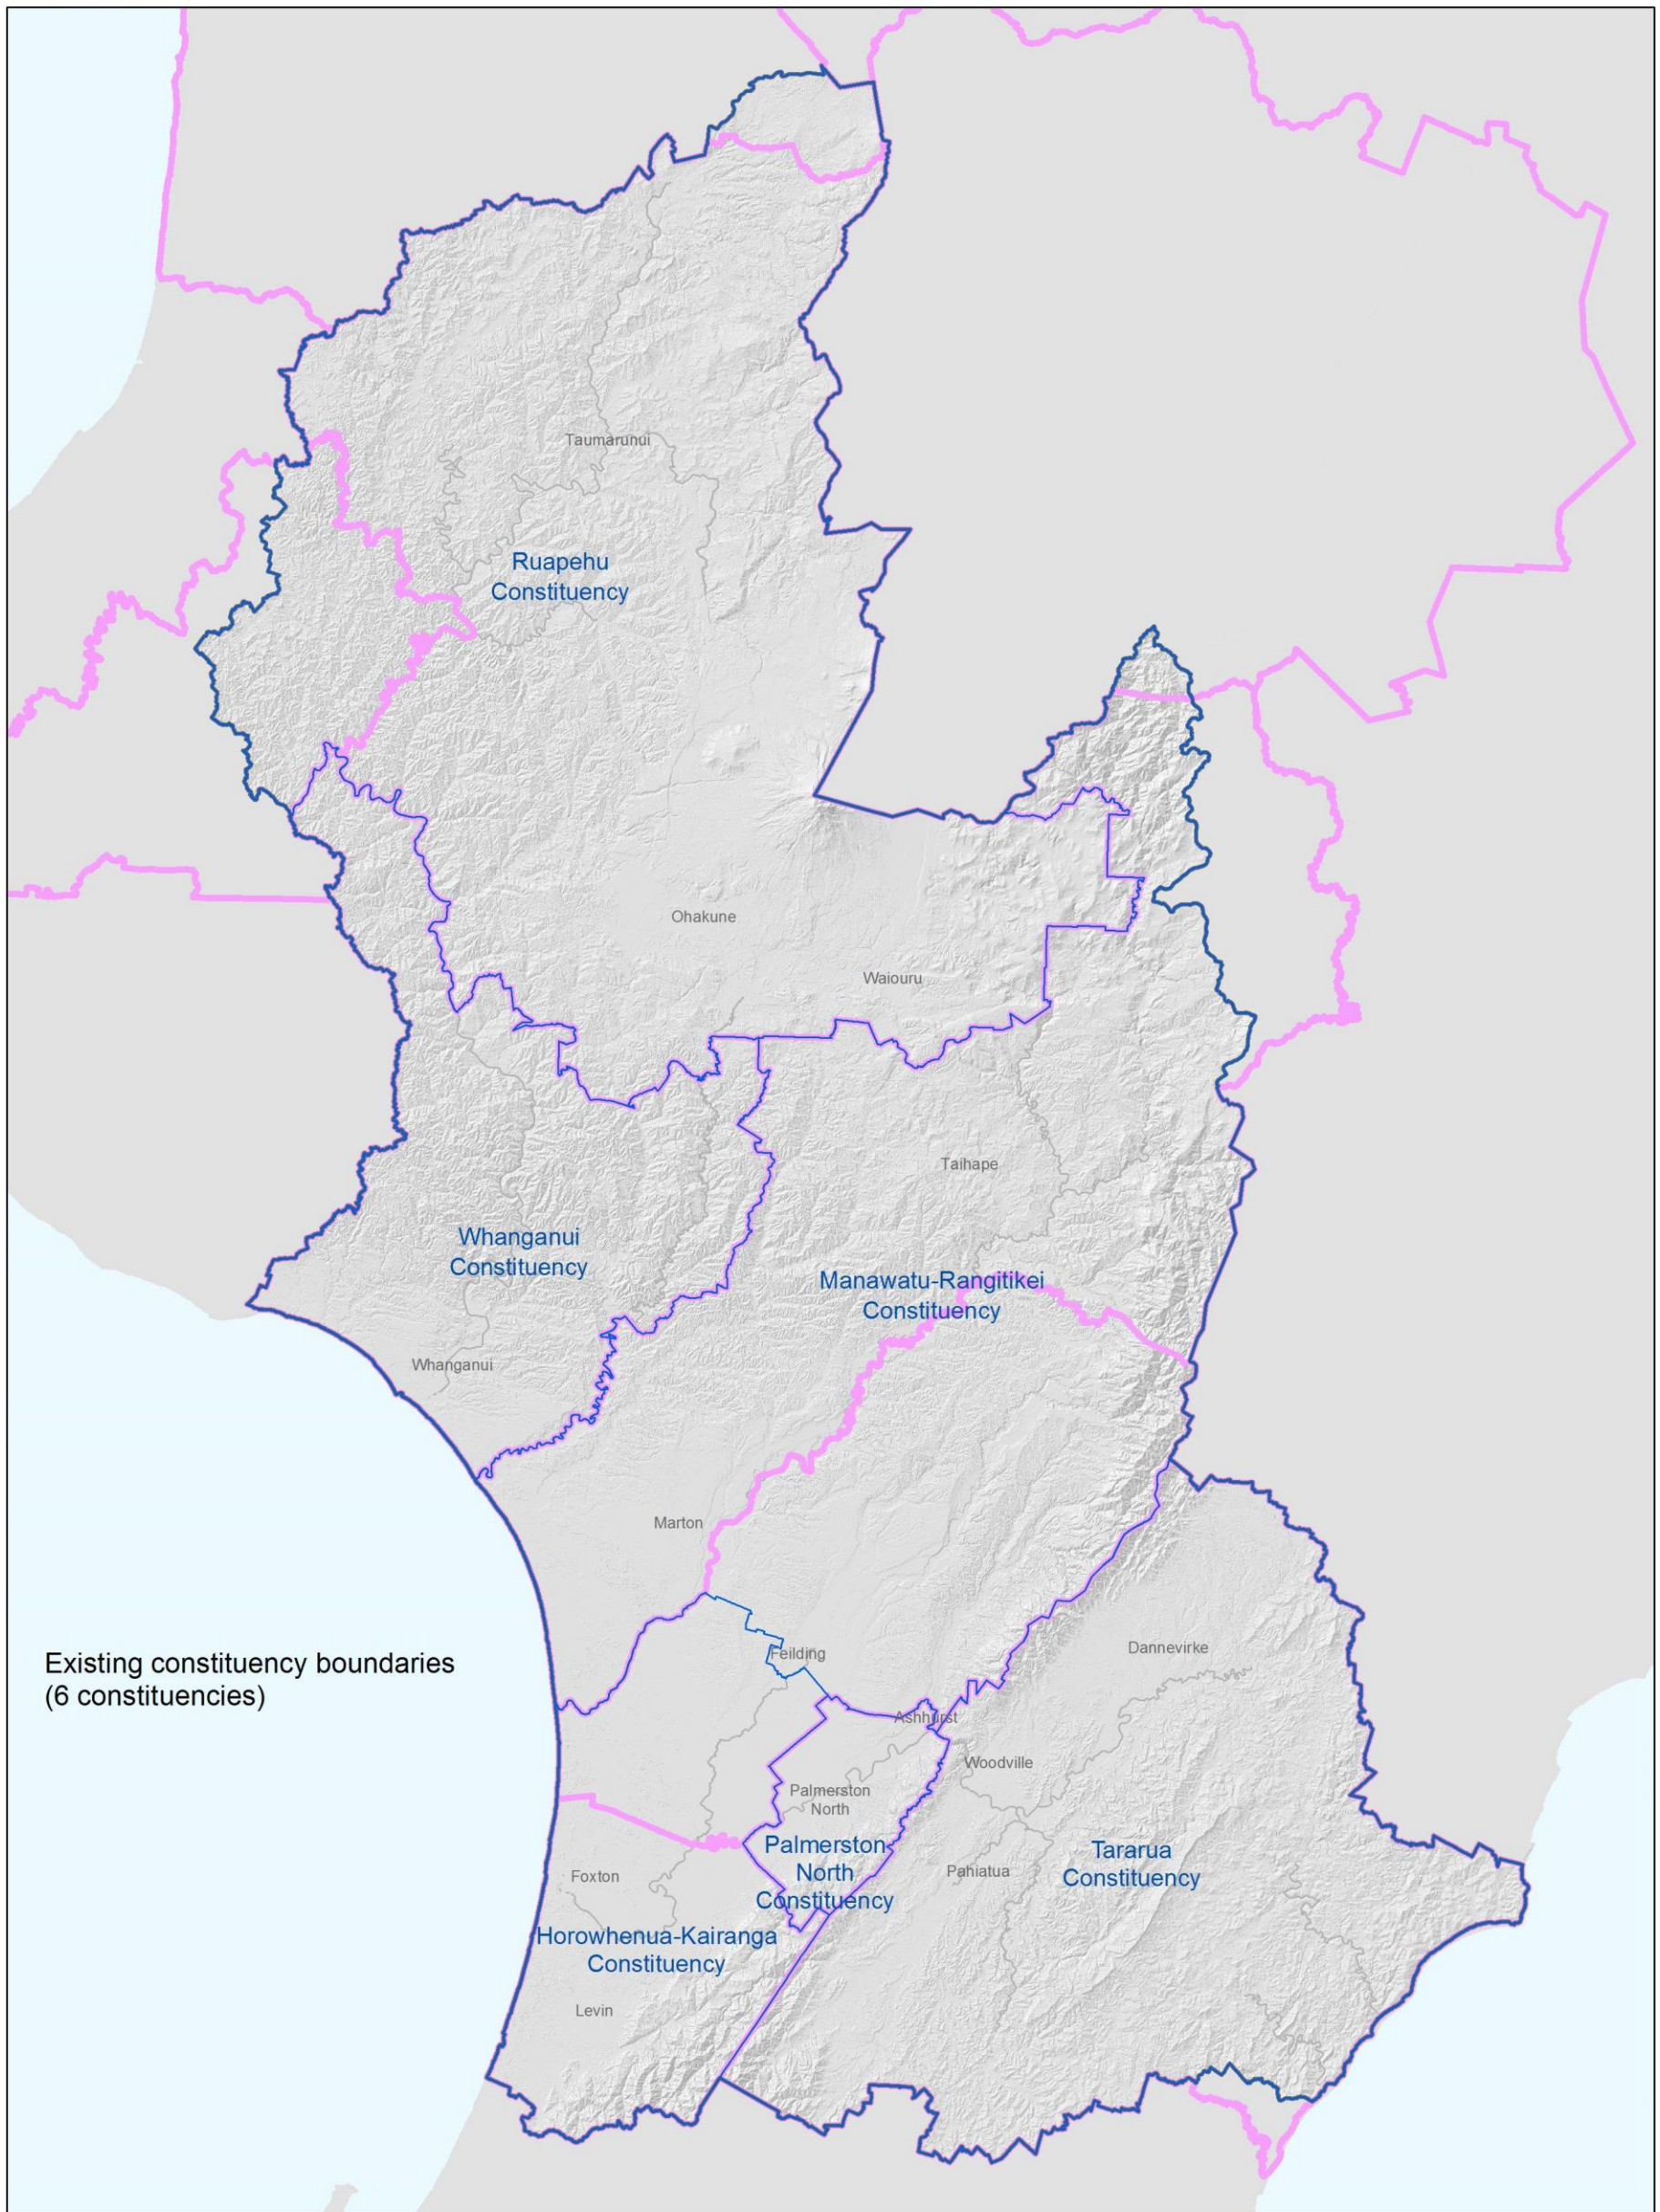 Taumarunui
Ruapehu
Constituency
Ohakune
Waiouru
Taihape
Whanganui
Constituency
Manawatu-Rangitikei
Constituency
Whanganui
Marton
Existing constituency boundaries
(6 constituencies)
Feilding
Dannevirke
Ashhurst
Woodville
Palmerston
North
Palmerston
North
Constituency
Tararua
Constituency
Pahiatua
Foxton
Horowhenua-Kairanga
Constituency
Levin